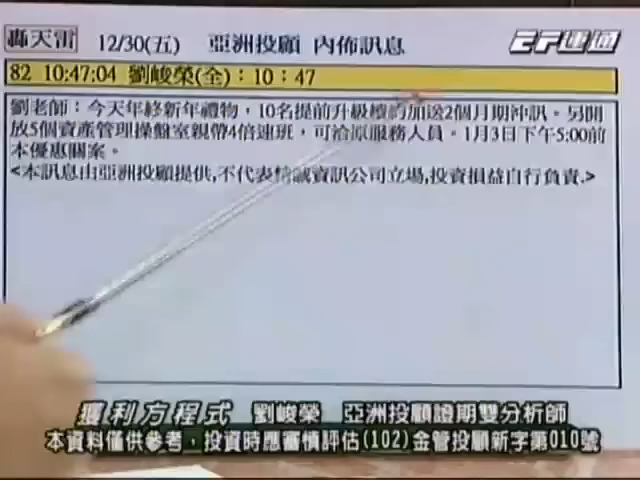 轟天雷 12/30(五) 亞洲投顧 內佈訊息
82 10:47:04 劉峻榮(全):10:47
劉老師:今天年終新年禮物,10名提前升級續約加送2個月期沖訊。另開
放5個資產管理操盤室親帶4倍速班,可洽原服務人員。1月3日下午5:00前
本優惠關案。
<本訊息由亞洲投顧提供,不代表精誠資訊公司立場,投資損益自行負責.>
獲利方程式 劉峻榮 亞洲投顧證期雙分析師
本資料僅供參考,投資時應審慎評估(102)金管投顧新字第010號